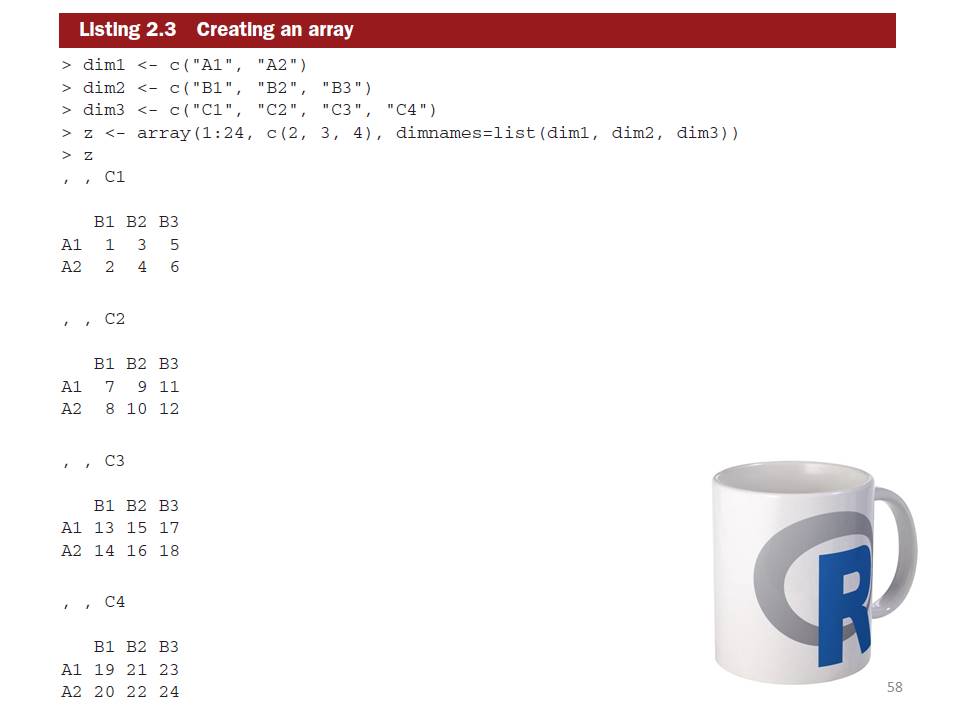 Listing 2.3 Creating an array
> dim1 <- c("A1", "A2")
> dim2 <- c("B1", "B2", "B3")
> dim3 <- c("C1", "C2", "C3", "C4")
> z <- array(1:24, c(2, 3, 4), dimnames=list(dim1, dim2, dim3))
> z
, , C1
   B1 B2 B3
A1  1  3  5
A2  2  4  6
, , C2
   B1 B2 B3
A1  7  9 11
A2  8 10 12
, , C3
   B1 B2 B3
A1 13 15 17
A2 14 16 18
, , C4
   B1 B2 B3
A1 19 21 23
A2 20 22 24
R
58